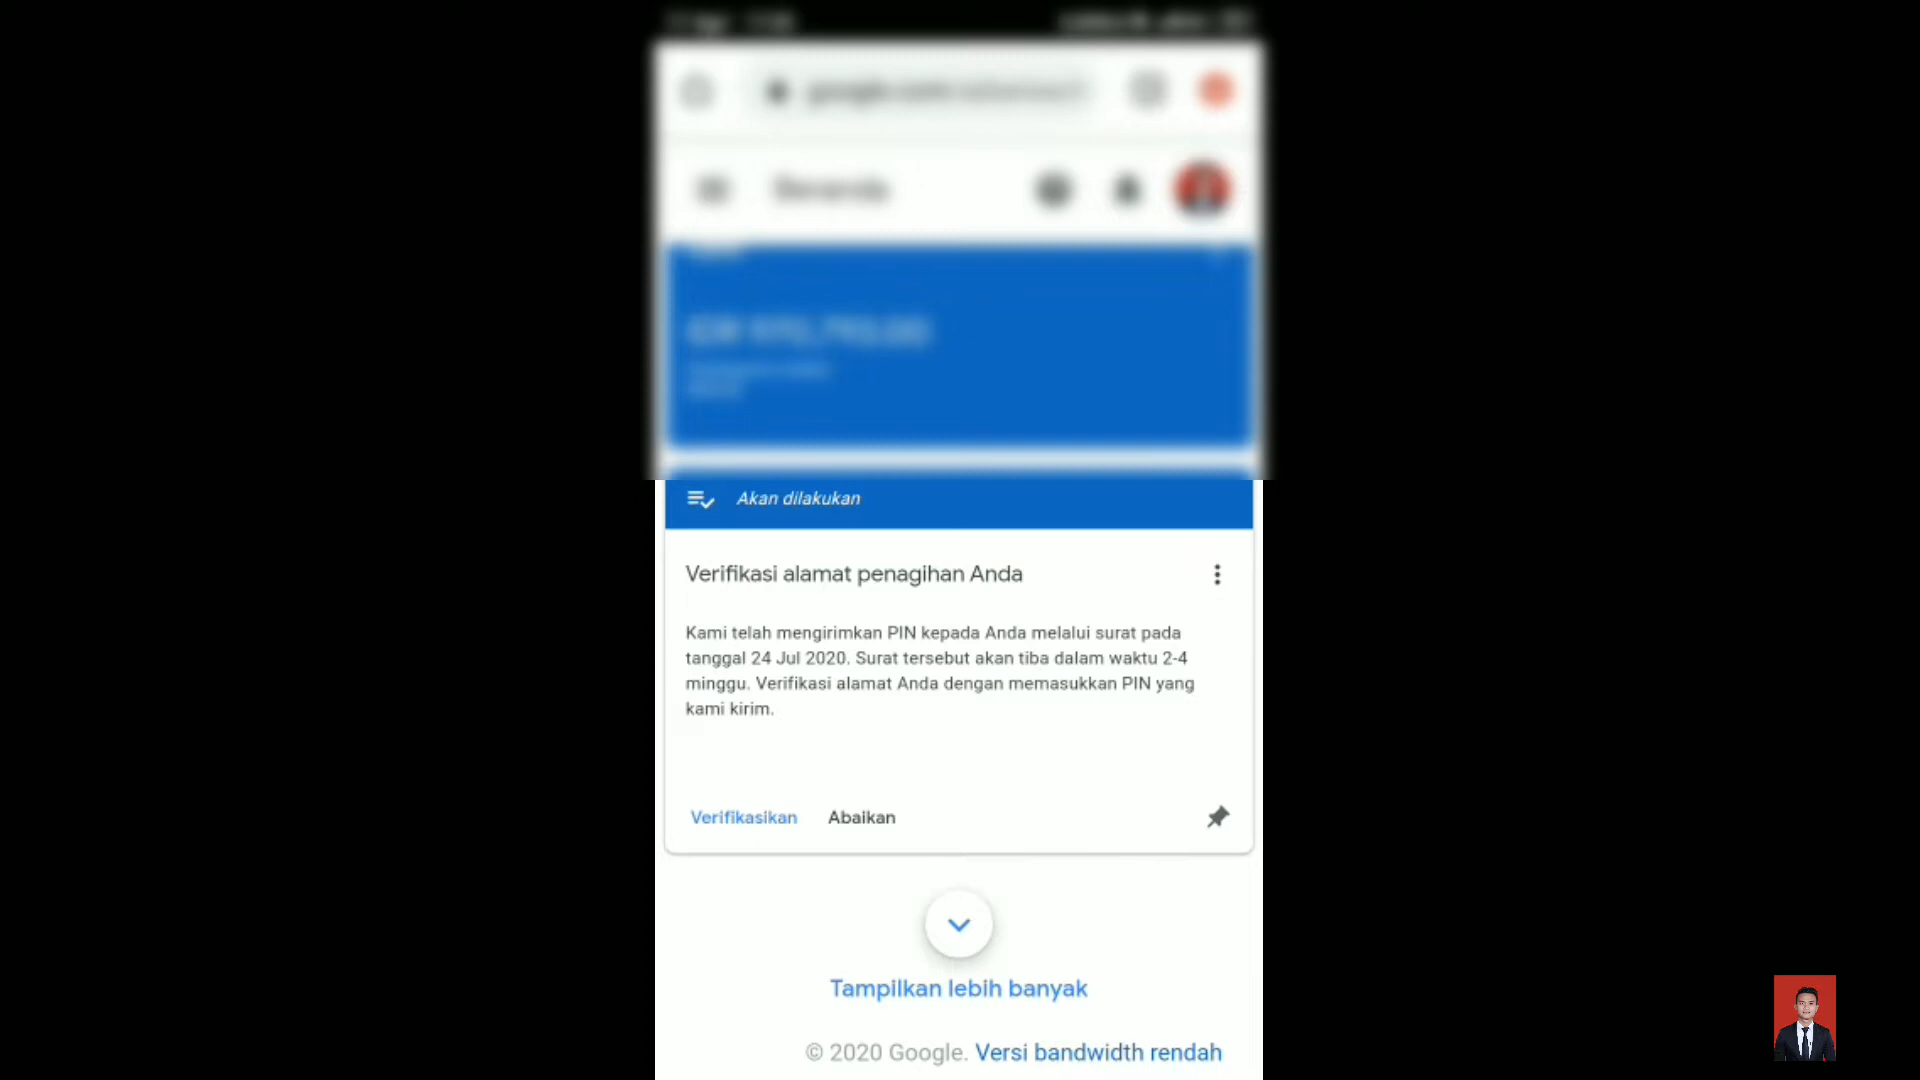 Beranda
Akan dilakukan
Verifikasi alamat penagihan Anda
Kami telah mengirimkan PIN kepada Anda melalui surat pada
tanggal 24 Jul 2020. Surat tersebut akan tiba dalam waktu 2-4
minggu. Verifikasi alamat Anda dengan memasukkan PIN yang
kami kirim.
Verifikasikan Abaikan
Tampilkan lebih banyak
© 2020 Google. Versi bandwidth rendah